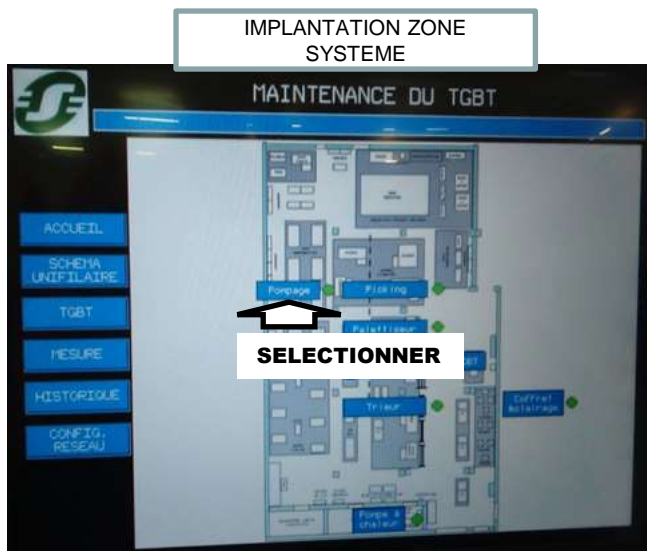 IMPLANTATION ZONE
SYSTEME
MAINTENANCE DU TGBT
ACCUEIL
SCHEMA
UNIFILAIRE
TGBT
MESURE
HISTORIQUE
CONFIG.
RESEAU
Pompage
Picking
Palettiseur
SELECTIONNER
Trieur
Coffret
éclairage
Pompe à
chaleur